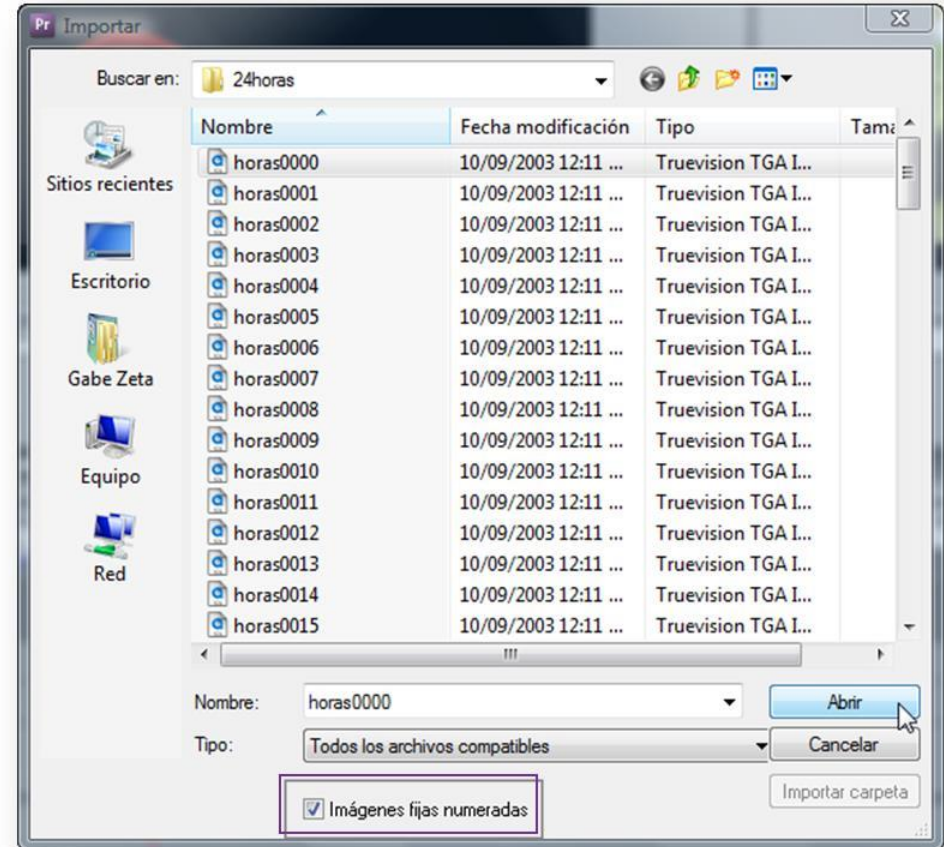 Pr Importar
Buscar en: 24horas
Nombre Fecha modificación Tipo Tama
horas0000 10/09/2003 12:11 ... Truevision TGA I...
horas0001 10/09/2003 12:11 ... Truevision TGA I...
horas0002 10/09/2003 12:11 ... Truevision TGA I...
horas0003 10/09/2003 12:11 ... Truevision TGA I...
horas0004 10/09/2003 12:11 ... Truevision TGA I...
horas0005 10/09/2003 12:11 ... Truevision TGA I...
horas0006 10/09/2003 12:11 ... Truevision TGA I...
horas0007 10/09/2003 12:11 ... Truevision TGA I...
horas0008 10/09/2003 12:11 ... Truevision TGA I...
horas0009 10/09/2003 12:11 ... Truevision TGA I...
horas0010 10/09/2003 12:11 ... Truevision TGA I...
horas0011 10/09/2003 12:11 ... Truevision TGA I...
horas0012 10/09/2003 12:11 ... Truevision TGA I...
horas0013 10/09/2003 12:11 ... Truevision TGA I...
horas0014 10/09/2003 12:11 ... Truevision TGA I...
horas0015 10/09/2003 12:11 ... Truevision TGA I...
Sitios recientes
Escritorio
Gabe Zeta
Equipo
Red
Nombre: horas0000 Abrir
Tipo: Todos los archivos compatibles Cancelar
Imágenes fijas numeradas
Importar carpeta